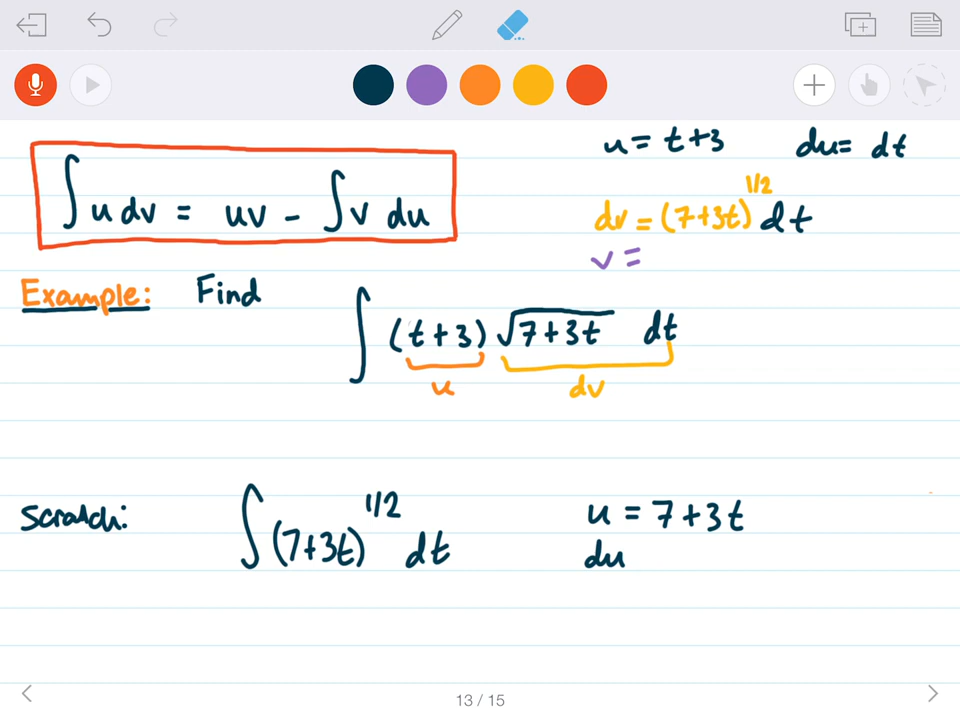 ∫ u dv = uv - ∫ v du
u = t+3 du = dt
dv = (7+3t)^1/2 dt
v =
Example: Find
∫ (t+3) √7+3t dt
u dv
Scratch: ∫ (7+3t)^1/2 dt u = 7+3t
du
13 / 15